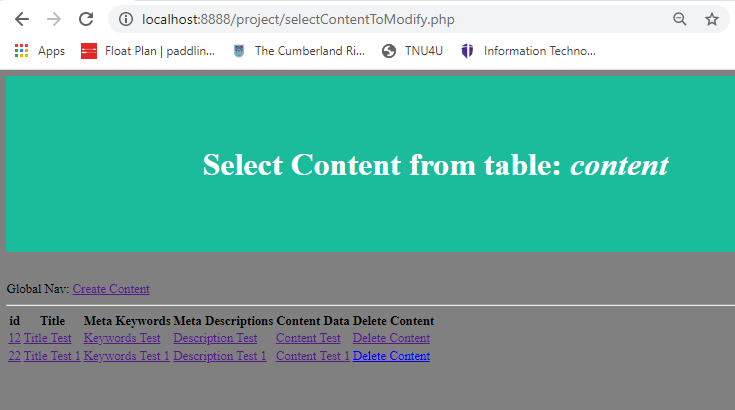 localhost:8888/project/selectContentToModify.php
Apps Float Plan | paddlin... The Cumberland Ri... TNU4U Information Techno...
Select Content from table: content
Global Nav: Create Content
id Title Meta Keywords Meta Descriptions Content Data Delete Content
12 Title Test Keywords Test Description Test Content Test Delete Content
22 Title Test 1 Keywords Test 1 Description Test 1 Content Test 1 Delete Content